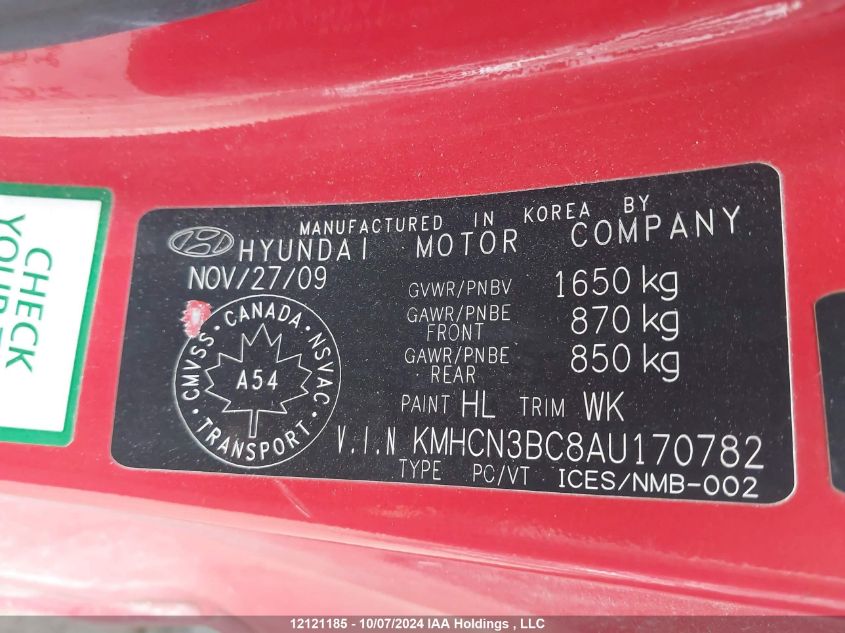 CHECK
YOUR
MANUFACTURED IN KOREA BY
HYUNDAI MOTOR COMPANY
NOV/27/09
GVWR/PNBV 1650 kg
GAWR/PNBE FRONT 870 kg
GAWR/PNBE REAR 850 kg
CMVSS · CANADA · NSVAC
A54
· TRANSPORT ·
PAINT HL TRIM WK
V.I.N KMHCN3BC8AU170782
TYPE PC/VT ICES/NMB-002
12121185 - 10/07/2024 IAA Holdings , LLC